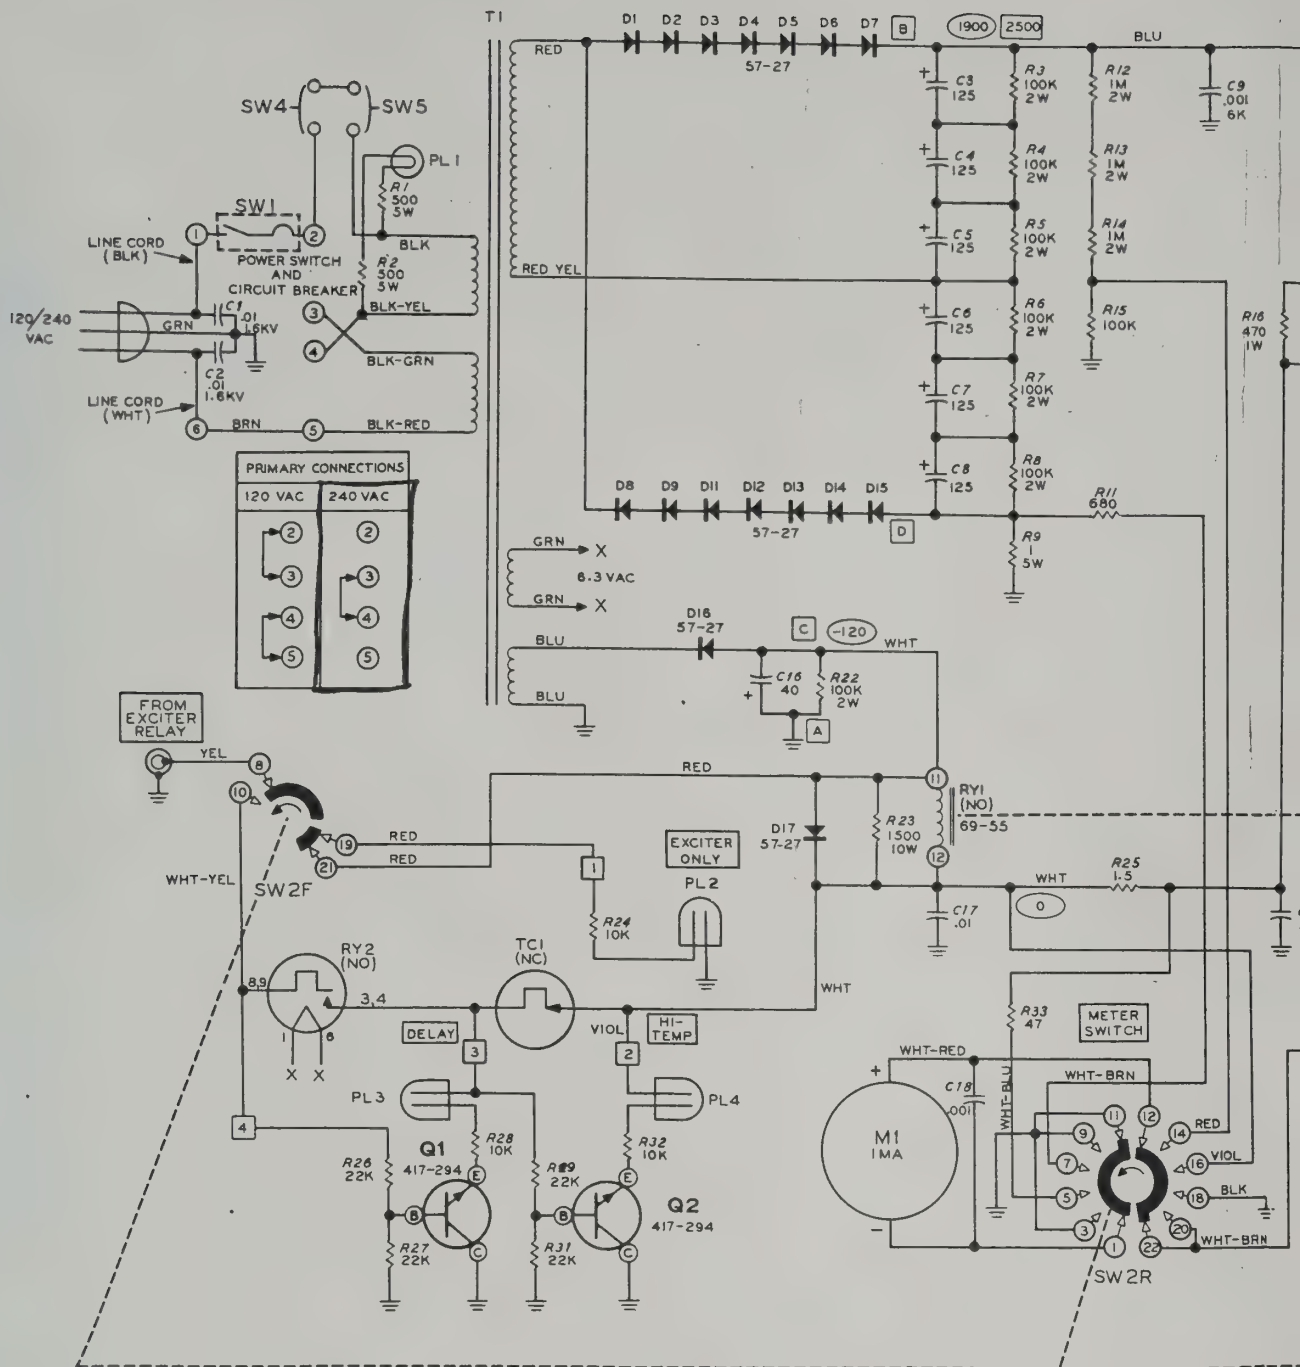 T1
D1 D2 D3 D4 D5 D6 D7
57-27
B
1900 2500
BLU
RED
SW4
SW5
PL1
R1
500
5W
SW1
1
2
LINE CORD
(BLK)
POWER SWITCH
AND
CIRCUIT BREAKER
BLK
R2
500
5W
BLK-YEL
3
4
120/240
VAC
GRN
C1
.01
1.6KV
C2
.01
1.6KV
BLK-GRN
LINE CORD
(WHT)
6
BRN
5
BLK-RED
RED YEL
+
C3
125
R3
100K
2W
R12
1M
2W
C9
.001
6K
+
C4
125
R4
100K
2W
R13
1M
2W
+
C5
125
R5
100K
2W
R14
1M
2W
+
C6
125
R6
100K
2W
R15
100K
R16
470
1W
+
C7
125
R7
100K
2W
+
C8
125
R8
100K
2W
R11
680
R9
1
5W
D8 D9 D11 D12 D13 D14 D15
57-27
D
PRIMARY CONNECTIONS
120 VAC 240 VAC
2 2
3 3
4 4
5 5
GRN X
6.3 VAC
GRN X
D16
57-27
C
-120
WHT
BLU
C16
40
+
R22
100K
2W
A
BLU
FROM
EXCITER
RELAY
YEL
8
10
RED
19
RED
21
RED
WHT-YEL
SW2F
1
R24
10K
EXCITER
ONLY
PL2
D17
57-27
R23
1500
10W
11
RY1
(NO)
69-55
12
WHT
R25
1.5
0
C17
.01
RY2
(NO)
8,9
3,4
1
6
X X
TC1
(NC)
DELAY
3
VIOL
2
HI-
TEMP
WHT
PL3
PL4
4
R26
22K
R27
22K
Q1
417-294
R28
10K
E
B
C
R29
22K
R31
22K
R32
10K
E
B
C
Q2
417-294
R33
47
METER
SWITCH
WHT-RED
+
M1
1MA
−
C18
.001
WHT-BLU
WHT-BRN
11
12
9
14
RED
7
16
VIOL
5
18
BLK
3
20
1
22
WHT-BRN
SW2R